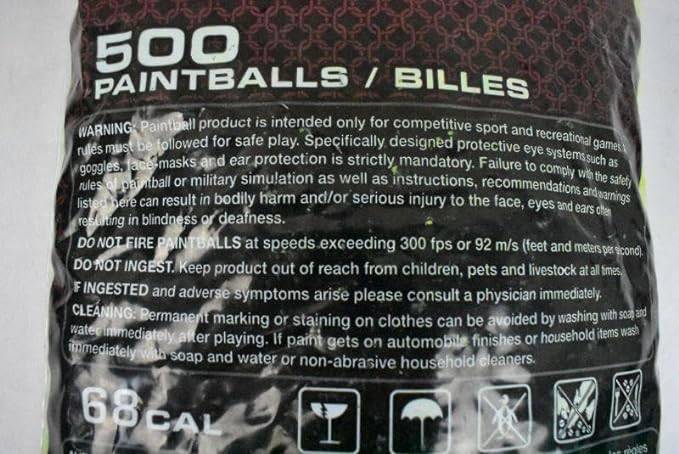 500
PAINTBALLS / BILLES
WARNING: Paintball product is intended only for competitive sport and recreational games
rules must be followed for safe play. Specifically designed protective eye systems such as
goggles, face masks and ear protection is strictly mandatory. Failure to comply with the safety
rules of paintball or military simulation as well as instructions, recommendations and warnings
listed here can result in bodily harm and/or serious injury to the face, eyes and ears often
resulting in blindness or deafness.
DO NOT FIRE PAINTBALLS at speeds exceeding 300 fps or 92 m/s (feet and meters per second).
DO NOT INGEST. Keep product out of reach from children, pets and livestock at all times.
IF INGESTED and adverse symptoms arise please consult a physician immediately.
CLEANING: Permanent marking or staining on clothes can be avoided by washing with soap and
water immediately after playing. If paint gets on automobile finishes or household items wash
immediately with soap and water or non-abrasive household cleaners.
68 CAL
règles